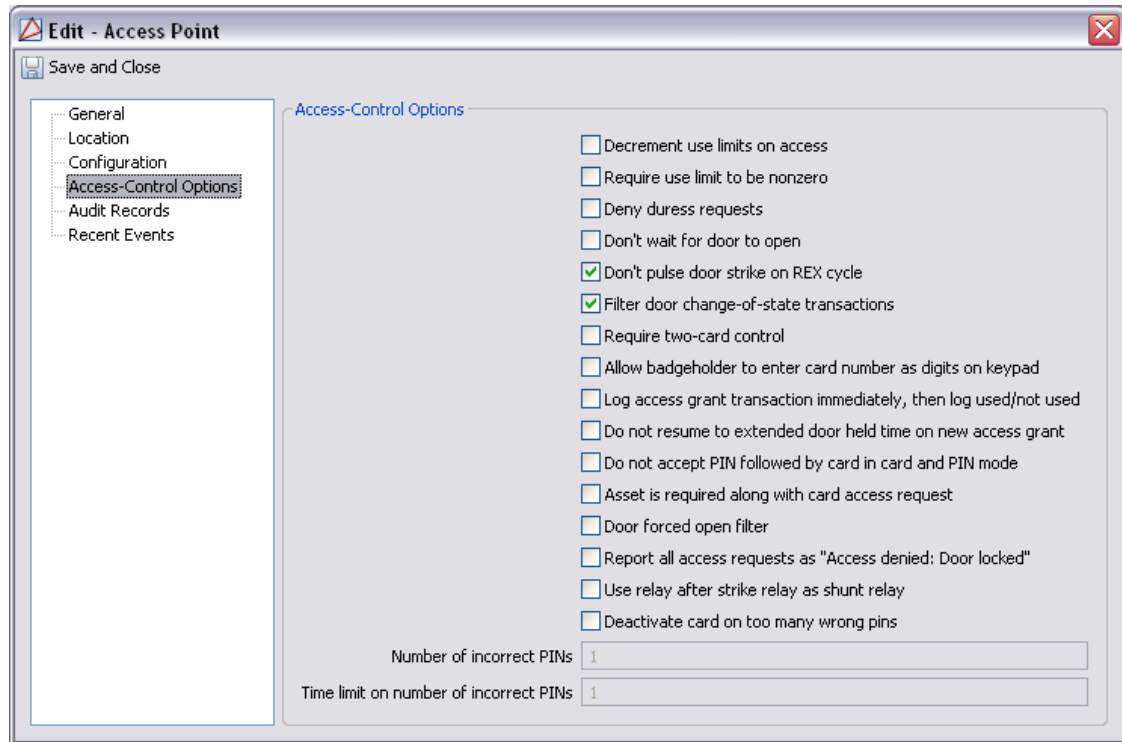 Edit - Access Point
Save and Close
General
Location
Configuration
Access-Control Options
Audit Records
Recent Events
Access-Control Options
Decrement use limits on access
Require use limit to be nonzero
Deny duress requests
Don't wait for door to open
Don't pulse door strike on REX cycle
Filter door change-of-state transactions
Require two-card control
Allow badgeholder to enter card number as digits on keypad
Log access grant transaction immediately, then log used/not used
Do not resume to extended door held time on new access grant
Do not accept PIN followed by card in card and PIN mode
Asset is required along with card access request
Door forced open filter
Report all access requests as "Access denied: Door locked"
Use relay after strike relay as shunt relay
Deactivate card on too many wrong pins
Number of incorrect PINs 1
Time limit on number of incorrect PINs 1